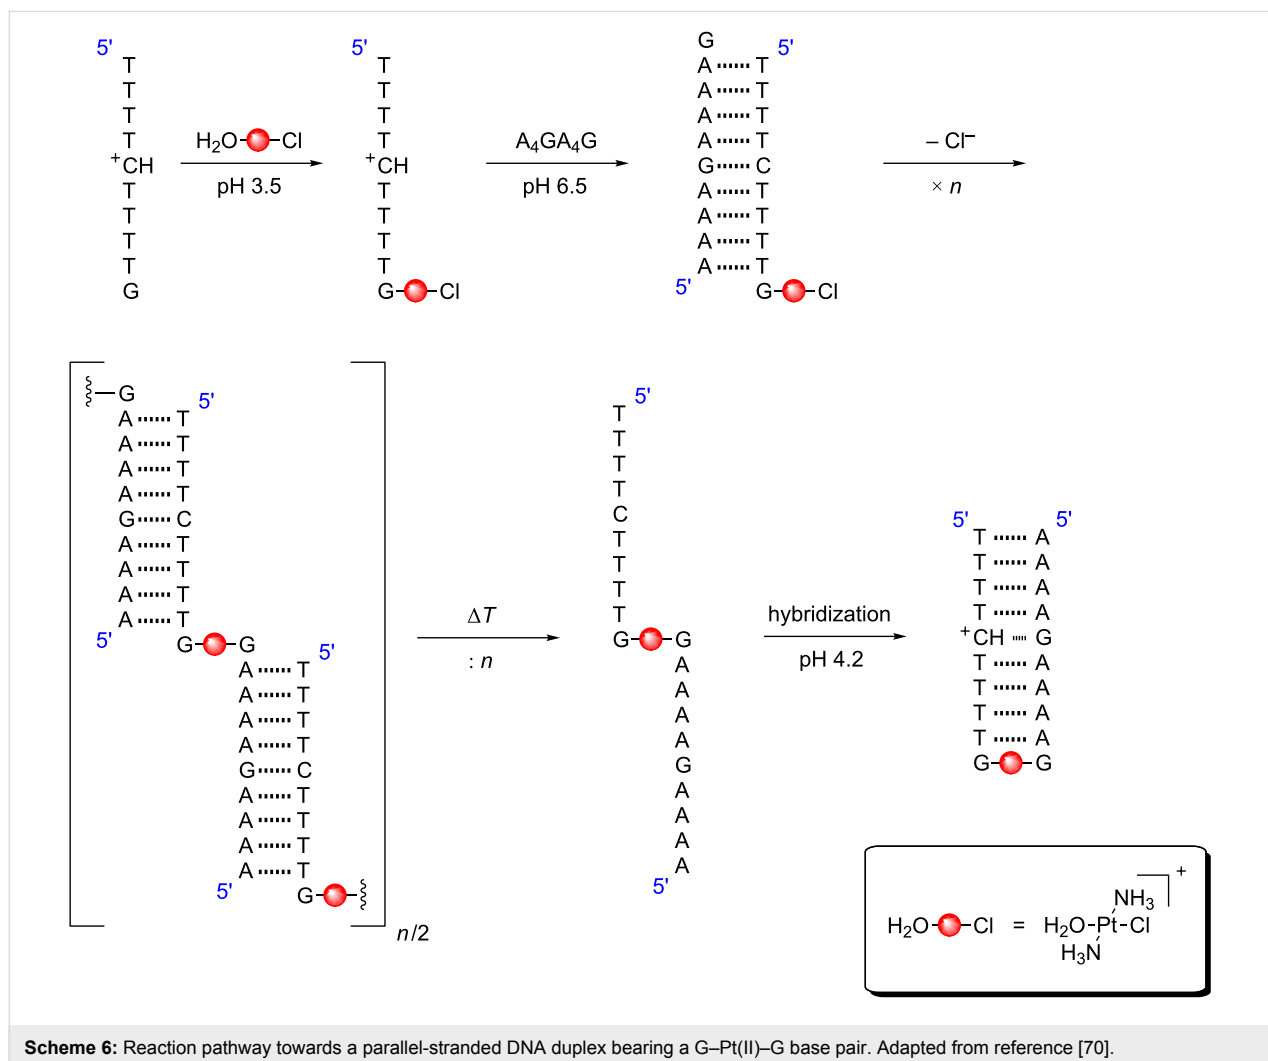 5'
T
T
T
T
⁺CH
T
T
T
T
G
H₂O Cl
pH 3.5
5'
T
T
T
T
⁺CH
T
T
T
T
G Cl
A₄GA₄G
pH 6.5
G 5'
A T
A T
A T
A T
G C
A T
A T
A T
A T
5' G Cl
– Cl⁻
× n
G 5'
A T
A T
A T
A T
G C
A T
A T
A T
A T
5' G G 5'
A T
A T
A T
A T
G C
A T
A T
A T
A T
5' G
n/2
ΔT
: n
5'
T
T
T
T
C
T
T
T
T
G G
A
A
A
A
G
A
A
A
A
5'
hybridization
pH 4.2
5' 5'
T A
T A
T A
T A
⁺CH G
T A
T A
T A
T A
G G
H₂O Cl = H₂O Pt Cl NH₃ H₃N +
Scheme 6: Reaction pathway towards a parallel-stranded DNA duplex bearing a G–Pt(II)–G base pair. Adapted from reference [70].